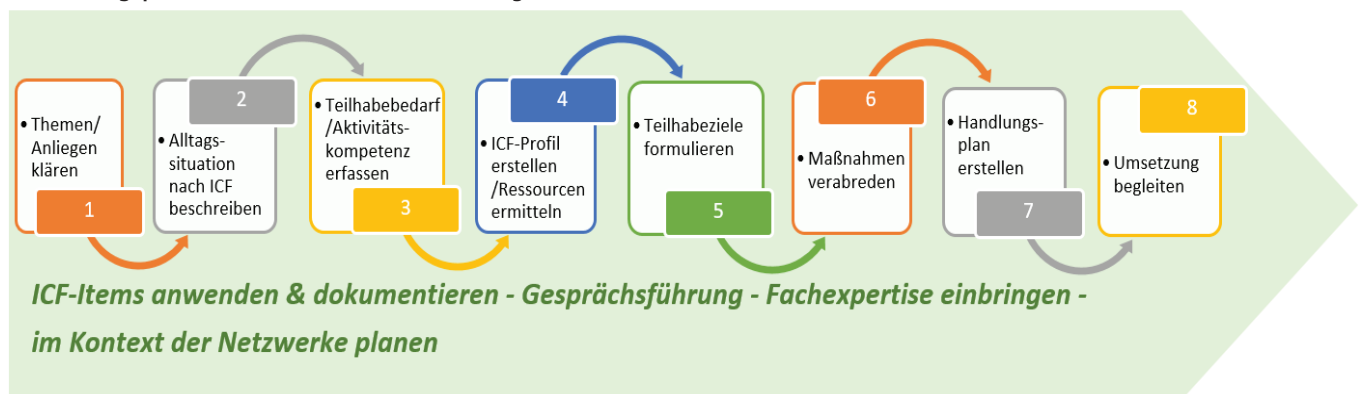 • Themen/
Anliegen
klären
1
2
• Alltags-
situation
nach ICF
beschreiben
• Teilhabebedarf
/Aktivitäts-
kompetenz
erfassen
3
4
• ICF-Profil
erstellen
/Ressourcen
ermitteln
• Teilhabeziele
formulieren
5
6
• Maßnahmen
verabreden
• Handlungs-
plan
erstellen
7
8
• Umsetzung
begleiten
ICF-Items anwenden & dokumentieren - Gesprächsführung - Fachexpertise einbringen -
im Kontext der Netzwerke planen